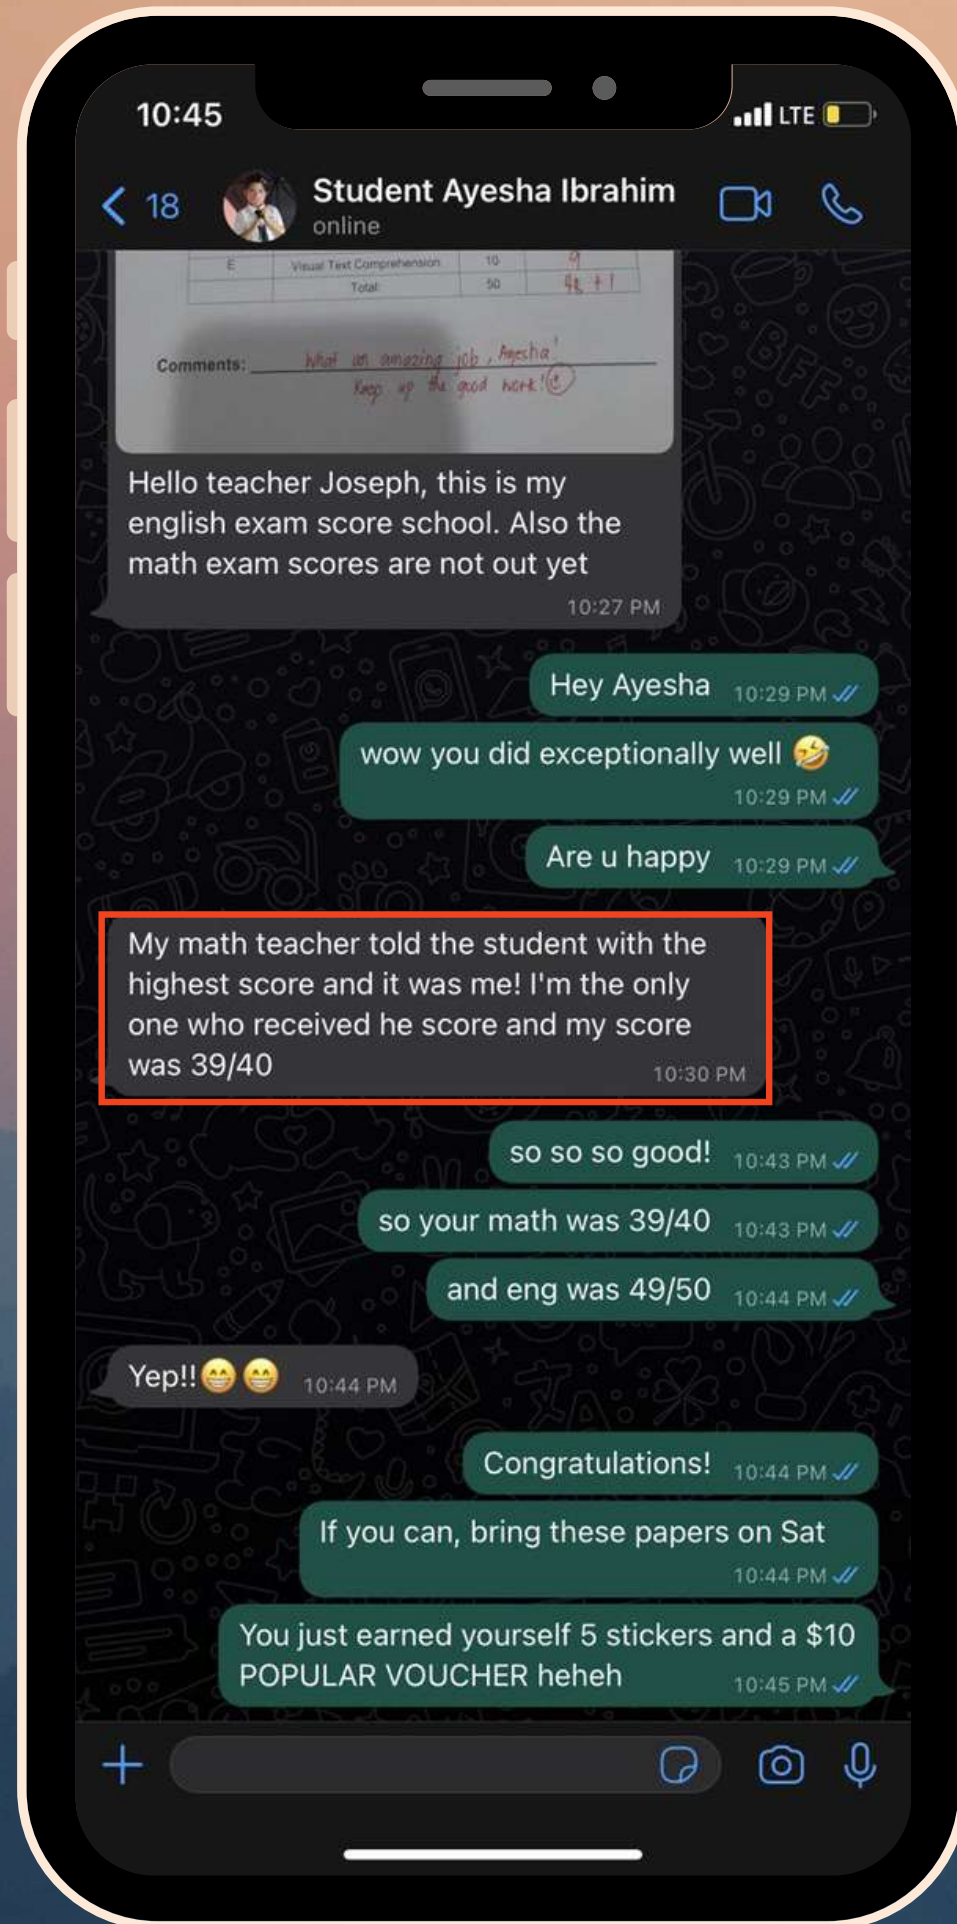 10:45
LTE
18
Student Ayesha Ibrahim
online
E Visual Text Comprehension 10 9
Total: 50 48 + 1
Comments: What an amazing job, Ayesha!
Keep up the good work!
Hello teacher Joseph, this is my
english exam score school. Also the
math exam scores are not out yet
10:27 PM
Hey Ayesha 10:29 PM
wow you did exceptionally well 🤣
10:29 PM
Are u happy 10:29 PM
My math teacher told the student with the
highest score and it was me! I'm the only
one who received he score and my score
was 39/40 10:30 PM
so so so good! 10:43 PM
so your math was 39/40 10:43 PM
and eng was 49/50 10:44 PM
Yep!!😁😁 10:44 PM
Congratulations! 10:44 PM
If you can, bring these papers on Sat
10:44 PM
You just earned yourself 5 stickers and a $10
POPULAR VOUCHER heheh 10:45 PM